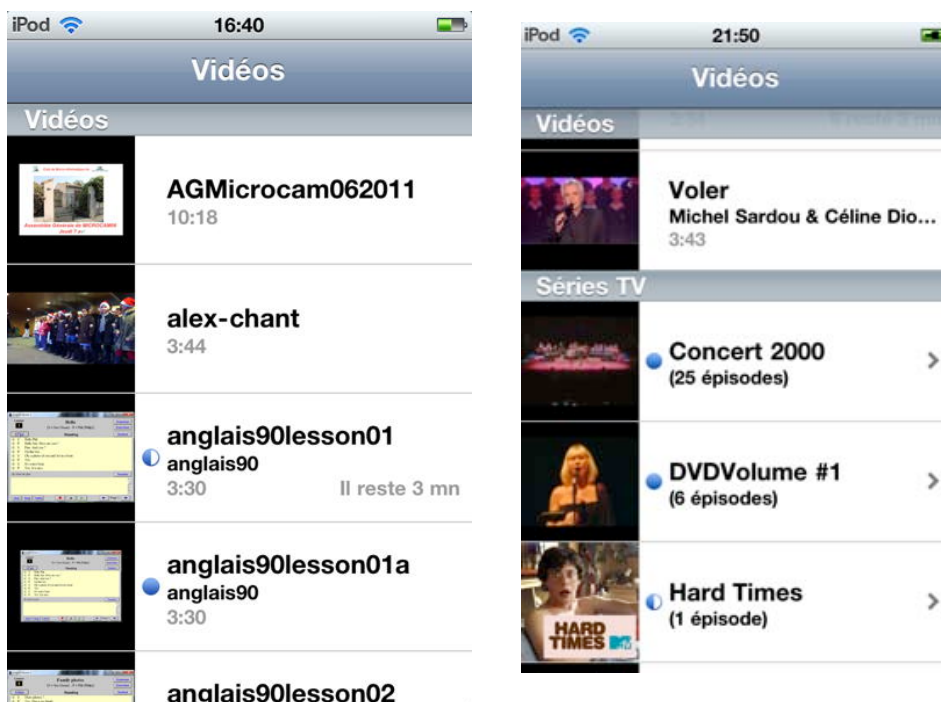 iPod 16:40
Vidéos
Vidéos
AGMicrocam062011
10:18
alex-chant
3:44
anglais90lesson01
anglais90
3:30 Il reste 3 mn
anglais90lesson01a
anglais90
3:30
anglais90lesson02
iPod 21:50
Vidéos
Vidéos
Voler
Michel Sardou & Céline Dio...
3:43
Séries TV
Concert 2000
(25 épisodes)
DVDVolume #1
(6 épisodes)
Hard Times
(1 épisode)
HARD
TIMES